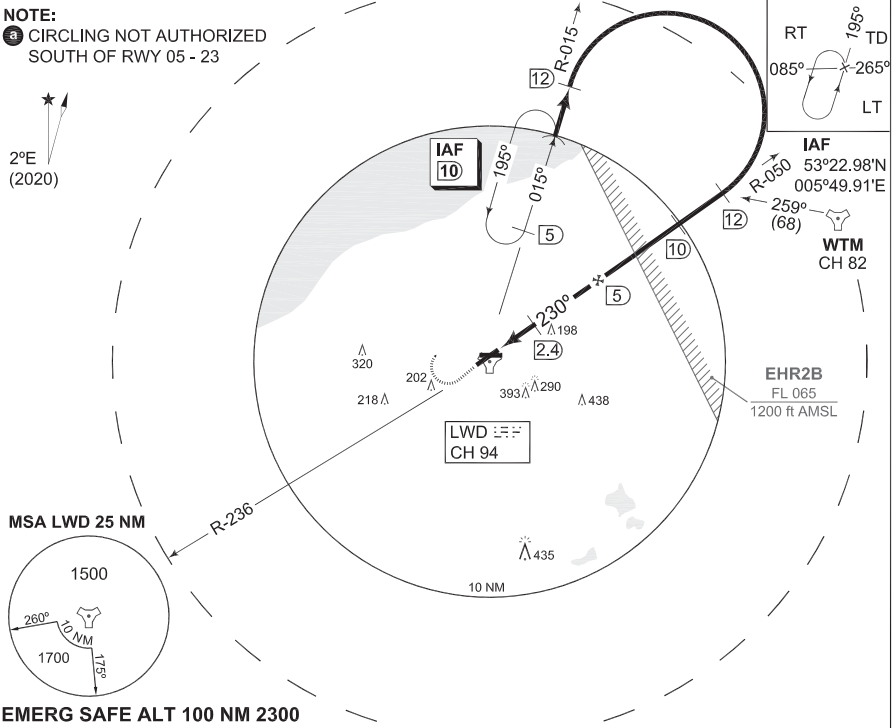 NOTE:
a CIRCLING NOT AUTHORIZED
SOUTH OF RWY 05 - 23
2ºE
(2020)
R-015
12
IAF
10
195º
015º
5
RT
195º
TD
085º
265º
LT
IAF
53º22.98'N
005º49.91'E
R-050
12
259º
(68)
WTM
CH 82
10
5
230º
2.4
198
320
202
218
393
290
438
EHR2B
FL 065
1200 ft AMSL
LWD
CH 94
R-236
435
10 NM
MSA LWD 25 NM
1500
260º
10 NM
1700
175º
EMERG SAFE ALT 100 NM 2300